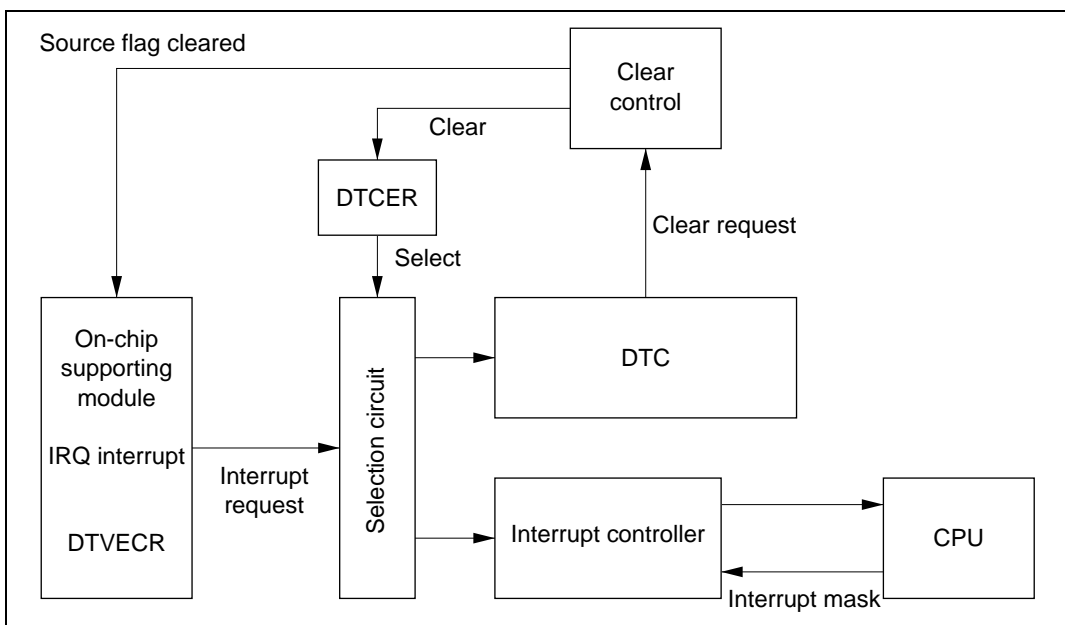 Source flag cleared
Clear
control
Clear
DTCER
Clear request
Select
On-chip
supporting
module
IRQ interrupt
DTVECR
Interrupt
request
Selection circuit
DTC
Interrupt controller
CPU
Interrupt mask